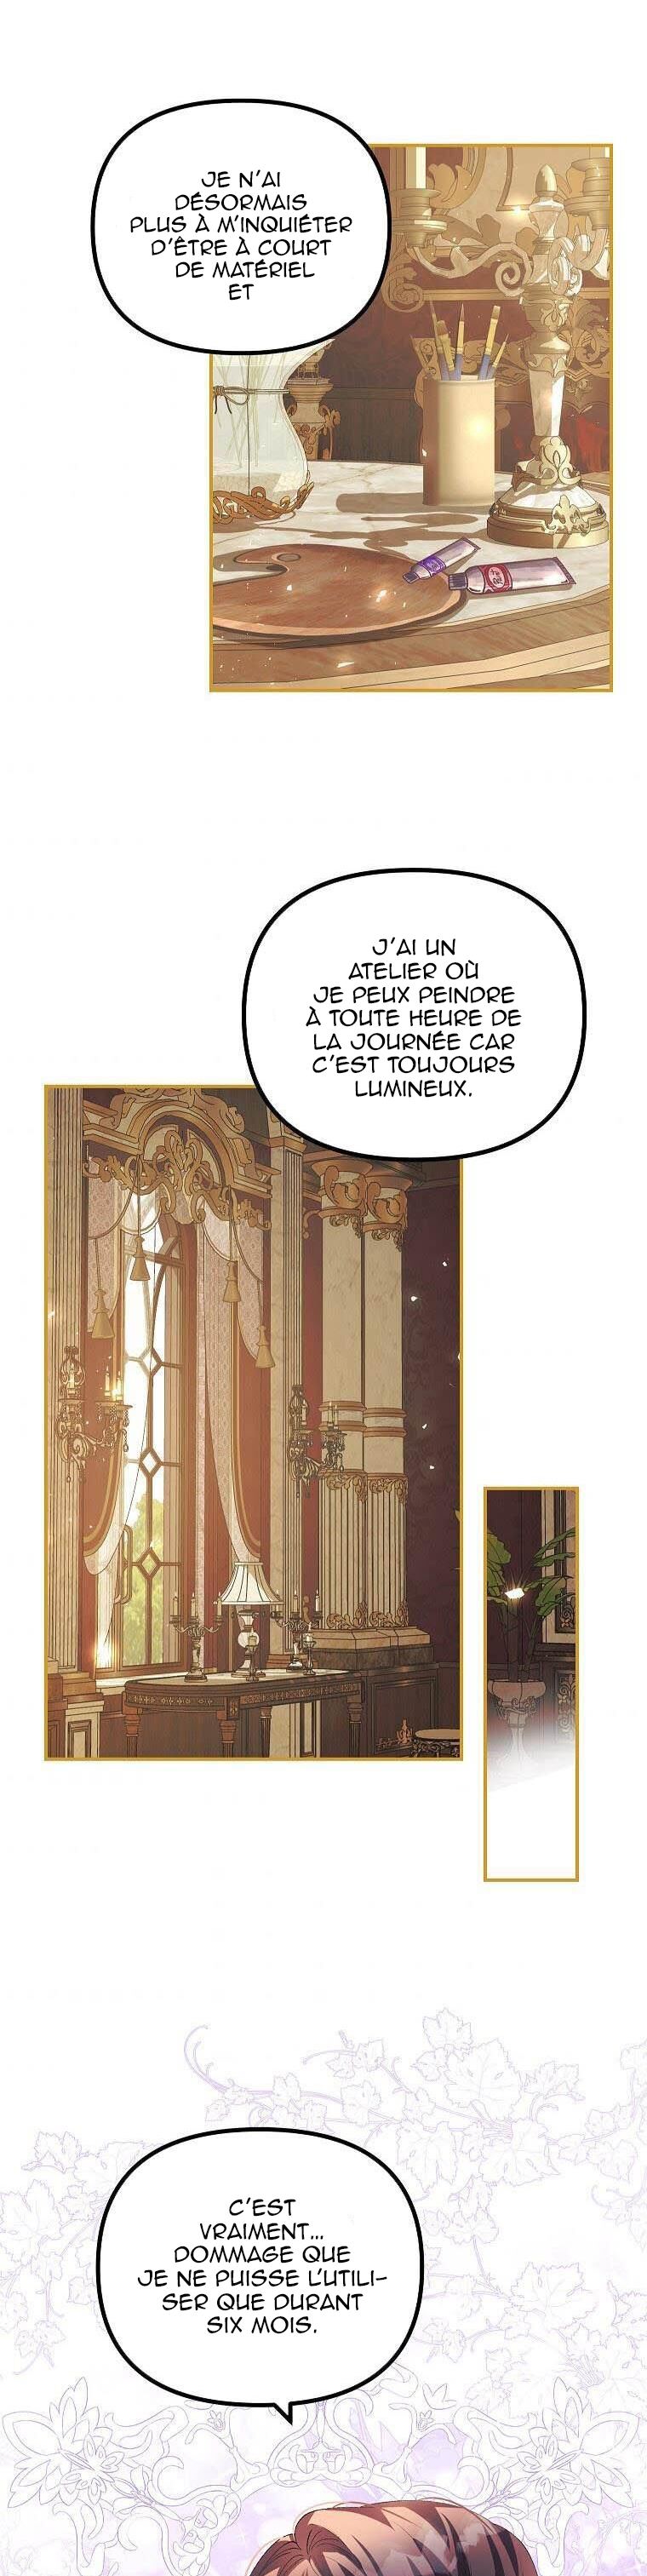 JE N'AI
DÉSORMAIS
PLUS À M'INQUIÉTER
D'ÊTRE À COURT
DE MATÉRIEL
ET
J'AI UN
ATELIER OÙ
JE PEUX PEINDRE
À TOUTE HEURE DE
LA JOURNÉE CAR
C'EST TOUJOURS
LUMINEUX.
C'EST
VRAIMENT...
DOMMAGE QUE
JE NE PUISSE L'UTILI-
SER QUE DURANT
SIX MOIS.